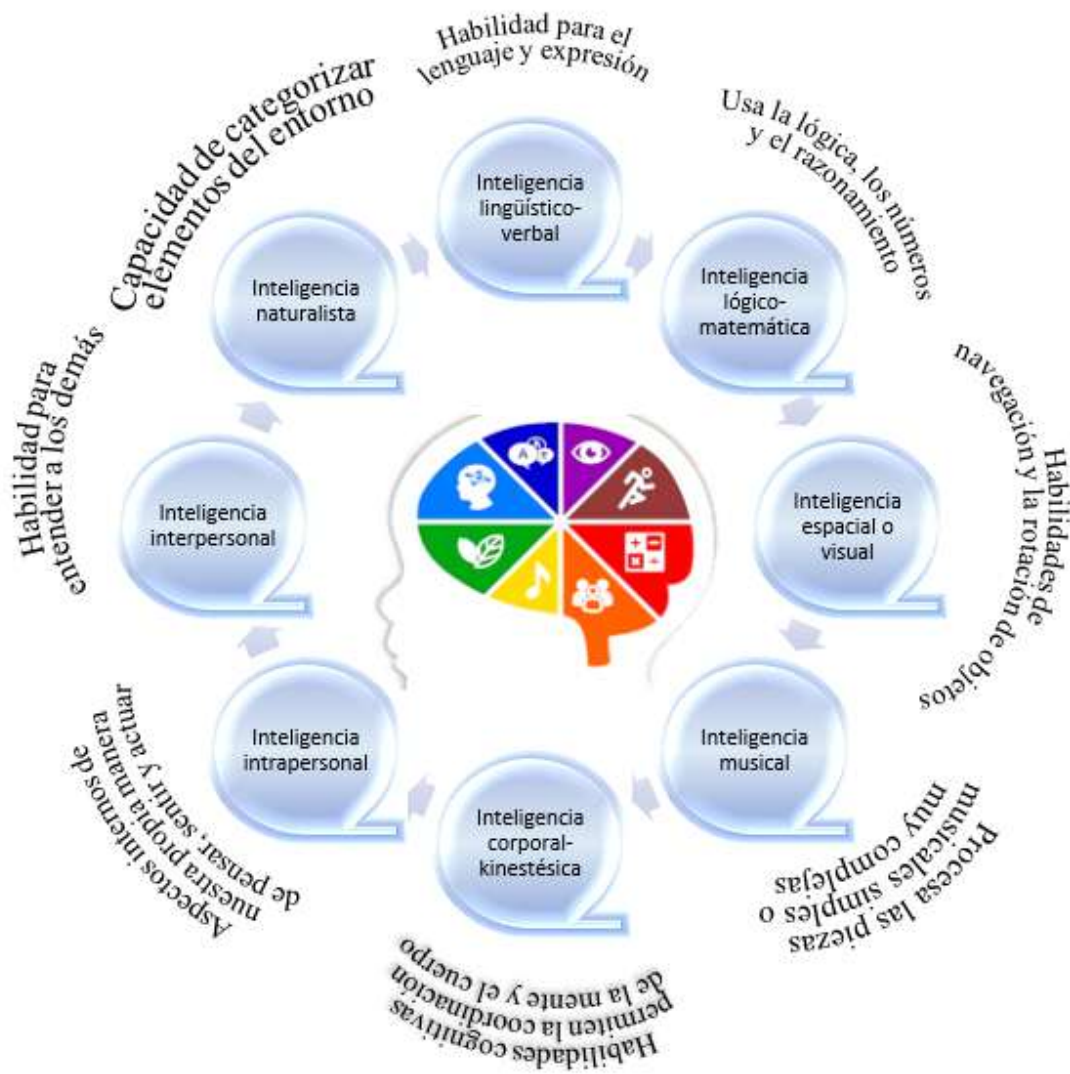 Habilidad para el
lenguaje y expresión
Inteligencia
lingüístico-
verbal
Usa la lógica, los números
y el razonamiento
Inteligencia
lógico-
matemática
Habilidades de
navegación y la rotación de objetos
Inteligencia
espacial o
visual
Procesa las piezas
musicales simples o
muy complejas
Inteligencia
musical
Habilidades cognitivas
permiten la coordinación
de la mente y el cuerpo
Inteligencia
corporal-
kinestésica
Aspectos internos de
nuestra propia manera
de pensar, sentir y actuar
Inteligencia
intrapersonal
Habilidad para
entender a los demás
Inteligencia
interpersonal
Capacidad de categorizar
elementos del entorno
Inteligencia
naturalista